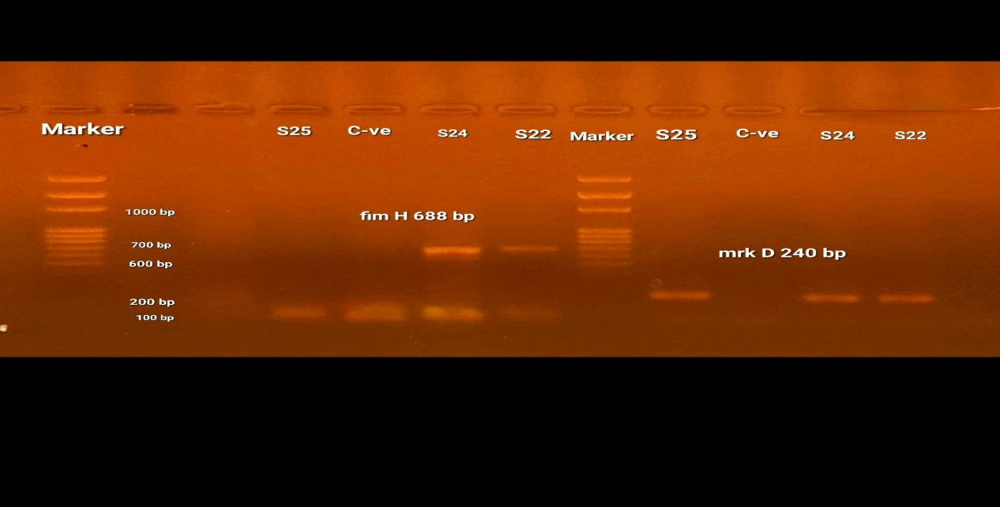 Marker
S25
C-ve
S24
S22
Marker
S25
C-ve
S24
S22
1000 bp
fim H 688 bp
700 bp
mrk D 240 bp
600 bp
200 bp
100 bp